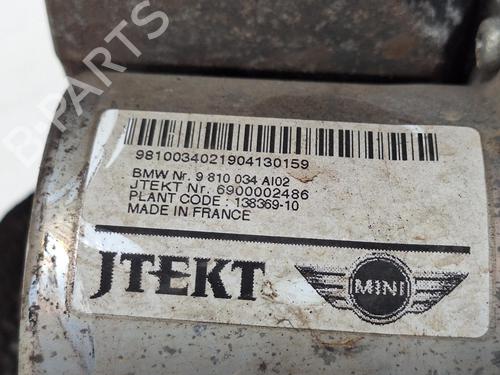 9810034021904130159
BMW Nr. 9 810 034 AI02
JTEKT Nr. 6900002486
PLANT CODE : 138369-10
MADE IN FRANCE
JTEKT
MINI
B-PARTS